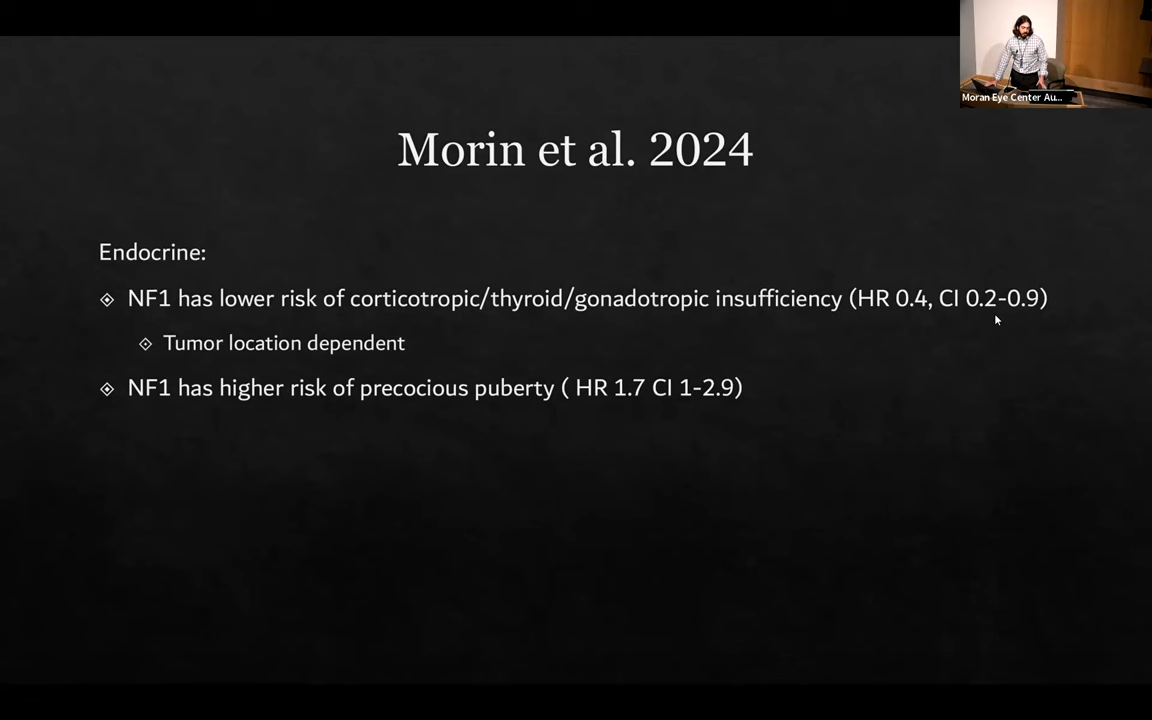 Moran Eye Center Au...
Morin et al. 2024
Endocrine:
NF1 has lower risk of corticotropic/thyroid/gonadotropic insufficiency (HR 0.4, CI 0.2-0.9)
Tumor location dependent
NF1 has higher risk of precocious puberty ( HR 1.7 CI 1-2.9)